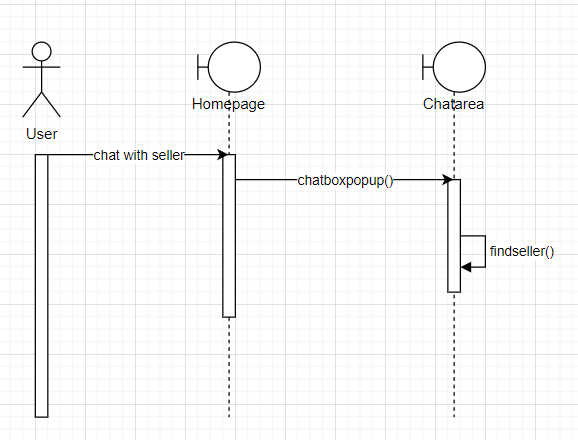 Homepage
Chatarea
User
chat with seller
chatboxpopup()
findseller()